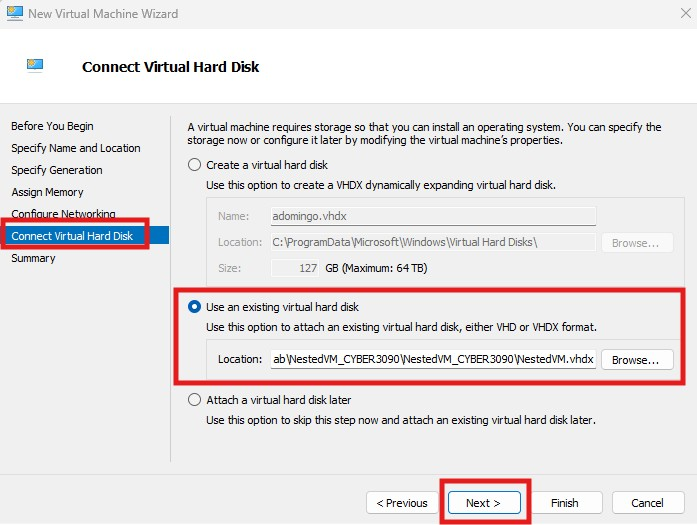 New Virtual Machine Wizard
Connect Virtual Hard Disk
Before You Begin
Specify Name and Location
Specify Generation
Assign Memory
Configure Networking
Connect Virtual Hard Disk
Summary
A virtual machine requires storage so that you can install an operating system. You can specify the
storage now or configure it later by modifying the virtual machine's properties.
Create a virtual hard disk
Use this option to create a VHDX dynamically expanding virtual hard disk.
Name: adomingo.vhdx
Location: C:\ProgramData\Microsoft\Windows\Virtual Hard Disks\ Browse...
Size: 127 GB (Maximum: 64 TB)
Use an existing virtual hard disk
Use this option to attach an existing virtual hard disk, either VHD or VHDX format.
Location: ab\NestedVM_CYBER3090\NestedVM_CYBER3090\NestedVM.vhdx Browse...
Attach a virtual hard disk later
Use this option to skip this step now and attach an existing virtual hard disk later.
< Previous Next > Finish Cancel